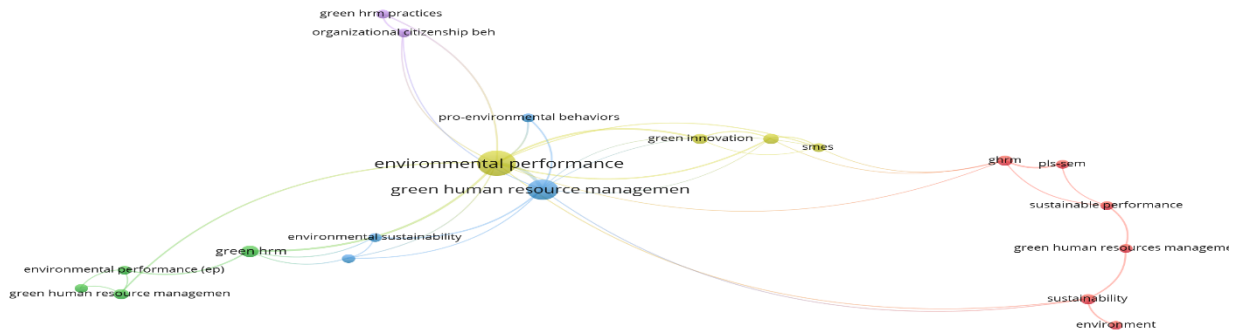 green hrm practices
organizational citizenship beh
pro-environmental behaviors
green innovation
smes
environmental performance
ghrm
pls-sem
green human resource managemen
sustainable performance
environmental sustainability
green hrm
green human resources manageme
environmental performance (ep)
green human resource managemen
sustainability
environment